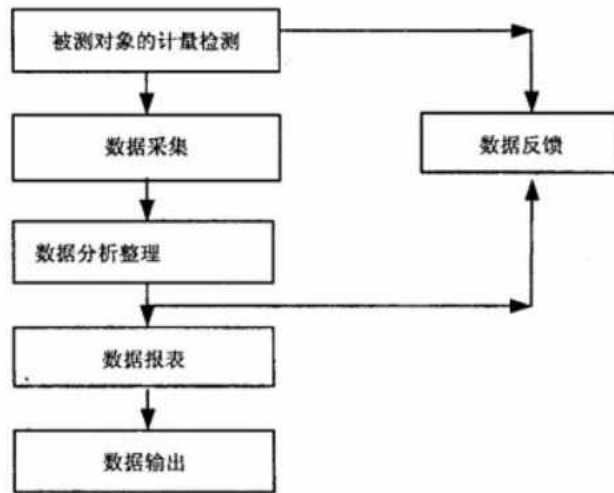 被测对象的计量检测
数据采集
数据反馈
数据分析整理
数据报表
数据输出